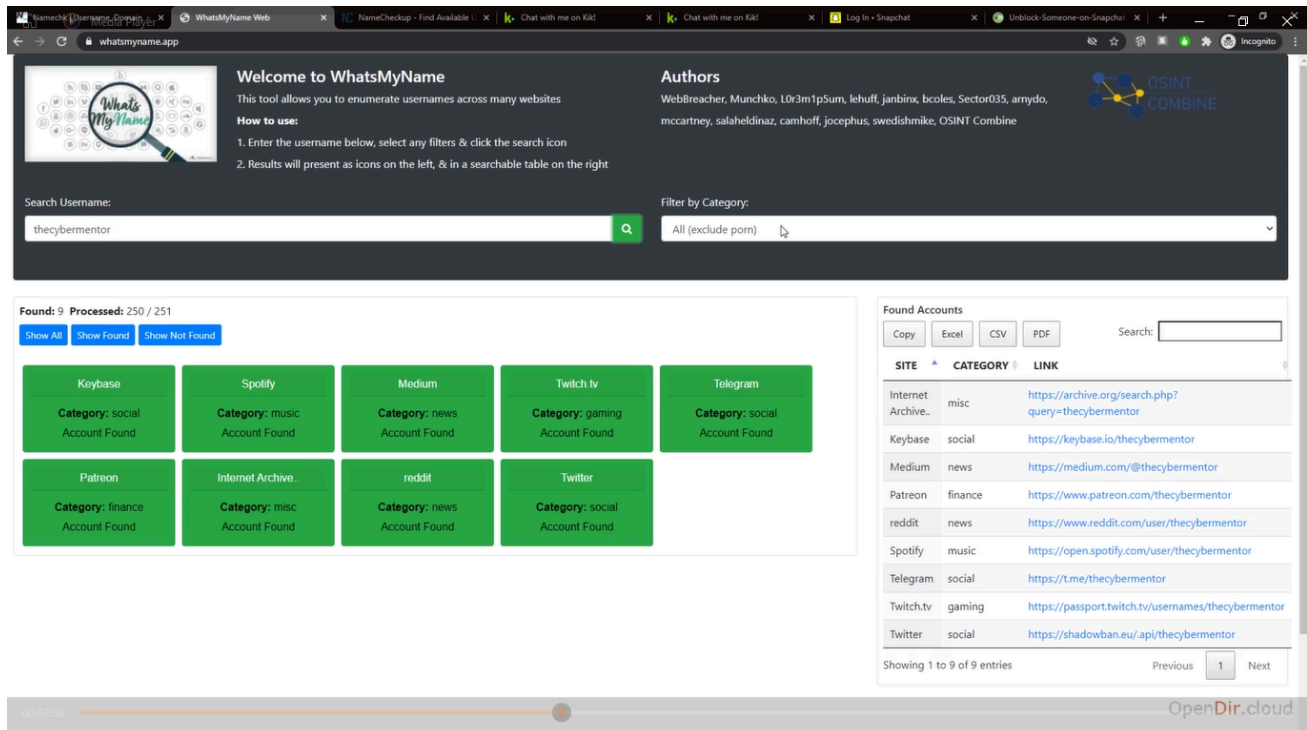 WhatsMyName Web
NameCheckup - Find Available U
Chat with me on Kik!
Chat with me on Kik!
Log In • Snapchat
Unblock-Someone-on-Snapchat
Media Player
whatsmyname.app
Incognito
Whats
My Name
Welcome to WhatsMyName
This tool allows you to enumerate usernames across many websites
How to use:
1. Enter the username below, select any filters & click the search icon
2. Results will present as icons on the left, & in a searchable table on the right
Authors
WebBreacher, Munchko, L0r3m1p5um, lehuff, janbinx, bcoles, Sector035, arnydo,
mccartney, salaheldinaz, camhoff, jocephus, swedishmike, OSINT Combine
OSINT
COMBINE
Search Username:
thecybermentor
Filter by Category:
All (exclude porn)
Found: 9 Processed: 250 / 251
Show All Show Found Show Not Found
Keybase
Category: social
Account Found
Spotify
Category: music
Account Found
Medium
Category: news
Account Found
Twitch.tv
Category: gaming
Account Found
Telegram
Category: social
Account Found
Patreon
Category: finance
Account Found
Internet Archive..
Category: misc
Account Found
reddit
Category: news
Account Found
Twitter
Category: social
Account Found
Found Accounts
Copy Excel CSV PDF Search:
SITE CATEGORY LINK
Internet Archive.. misc https://archive.org/search.php?query=thecybermentor
Keybase social https://keybase.io/thecybermentor
Medium news https://medium.com/@thecybermentor
Patreon finance https://www.patreon.com/thecybermentor
reddit news https://www.reddit.com/user/thecybermentor
Spotify music https://open.spotify.com/user/thecybermentor
Telegram social https://t.me/thecybermentor
Twitch.tv gaming https://passport.twitch.tv/usernames/thecybermentor
Twitter social https://shadowban.eu/.api/thecybermentor
Showing 1 to 9 of 9 entries
Previous 1 Next
00:03:36
OpenDir.cloud